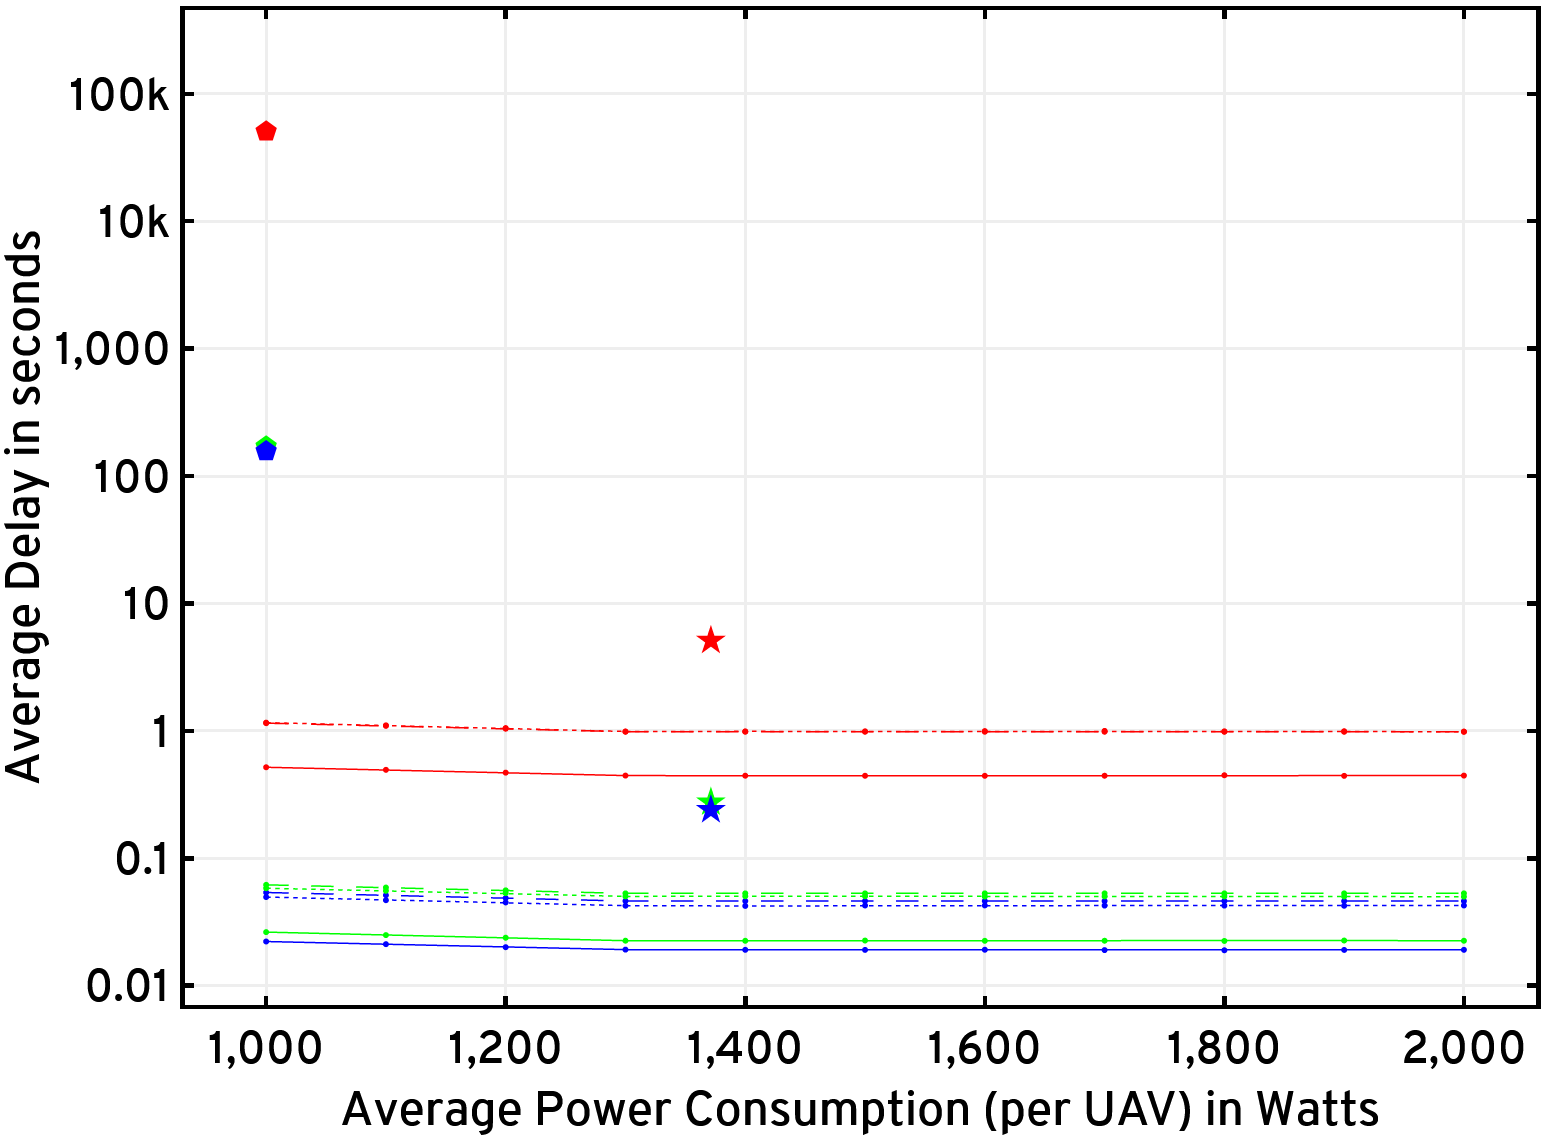 Average Delay in seconds
100k
10k
1,000
100
10
1
0.1
0.01
1,000 1,200 1,400 1,600 1,800 2,000
Average Power Consumption (per UAV) in Watts